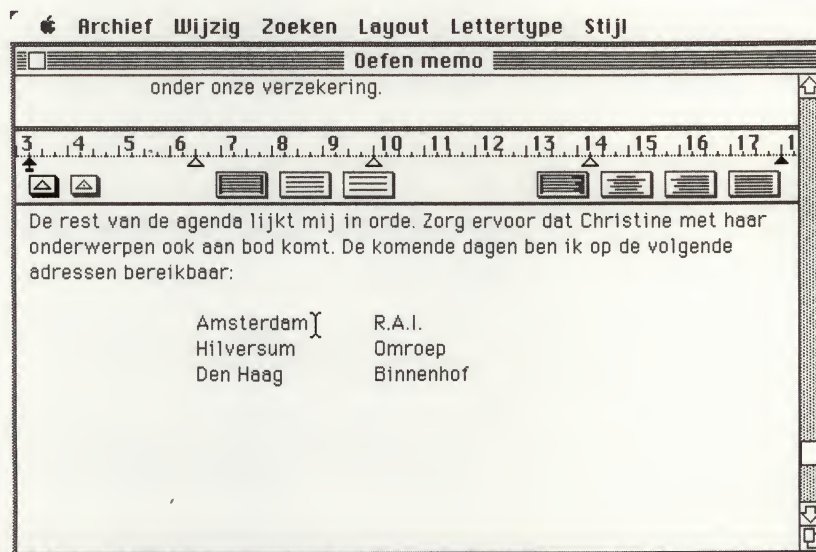 Archief Wijzig Zoeken Layout Lettertype Stijl
Oefen memo
onder onze verzekering.
3 4 5 6 7 8 9 10 11 12 13 14 15 16 17 1
De rest van de agenda lijkt mij in orde. Zorg ervoor dat Christine met haar
onderwerpen ook aan bod komt. De komende dagen ben ik op de volgende
adressen bereikbaar:
Amsterdam R.A.I.
Hilversum Omroep
Den Haag Binnenhof